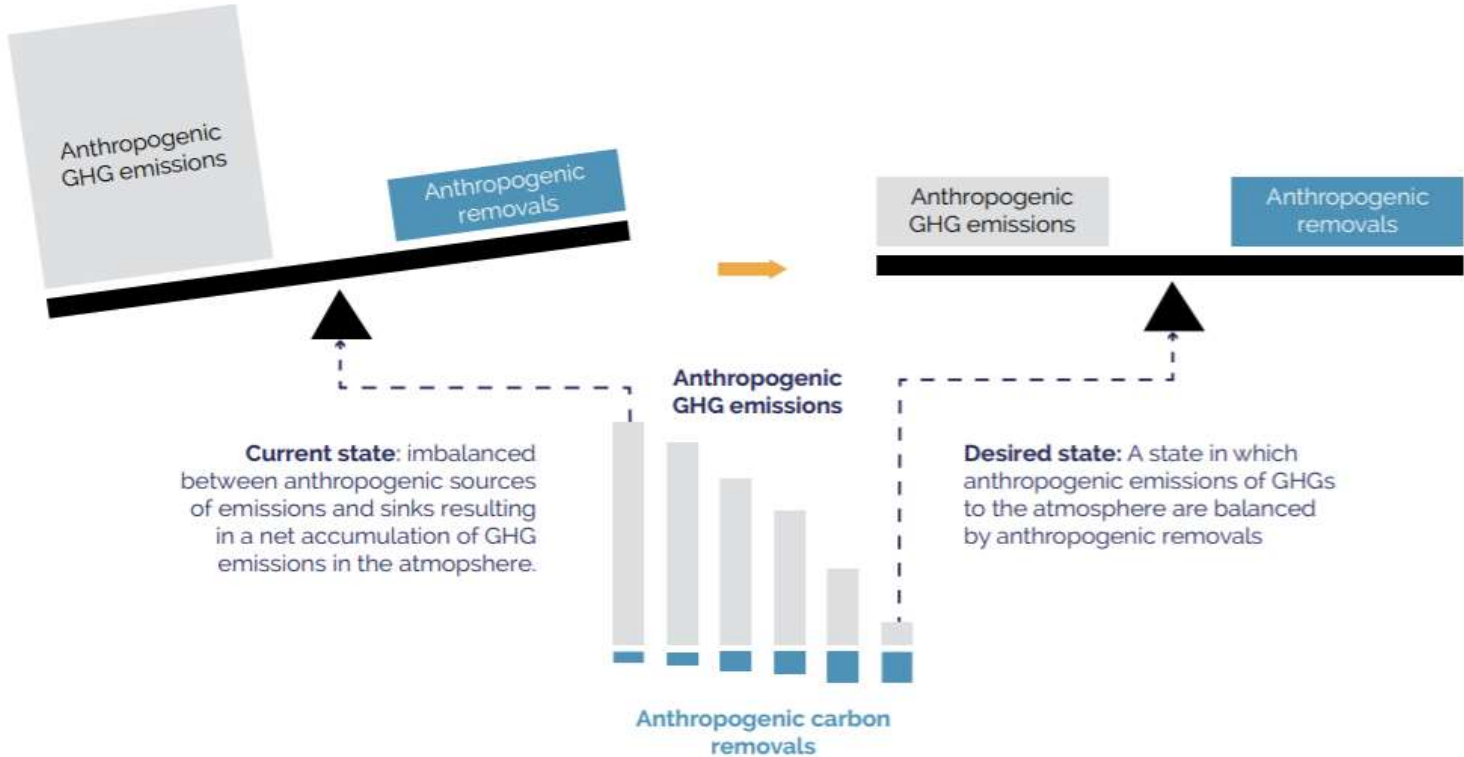 Anthropogenic
GHG emissions
Anthropogenic
removals
Anthropogenic
GHG emissions
Anthropogenic
removals
Anthropogenic
GHG emissions
Current state: imbalanced
between anthropogenic sources
of emissions and sinks resulting
in a net accumulation of GHG
emissions in the atmopshere.
Desired state: A state in which
anthropogenic emissions of GHGs
to the atmosphere are balanced
by anthropogenic removals
Anthropogenic carbon
removals